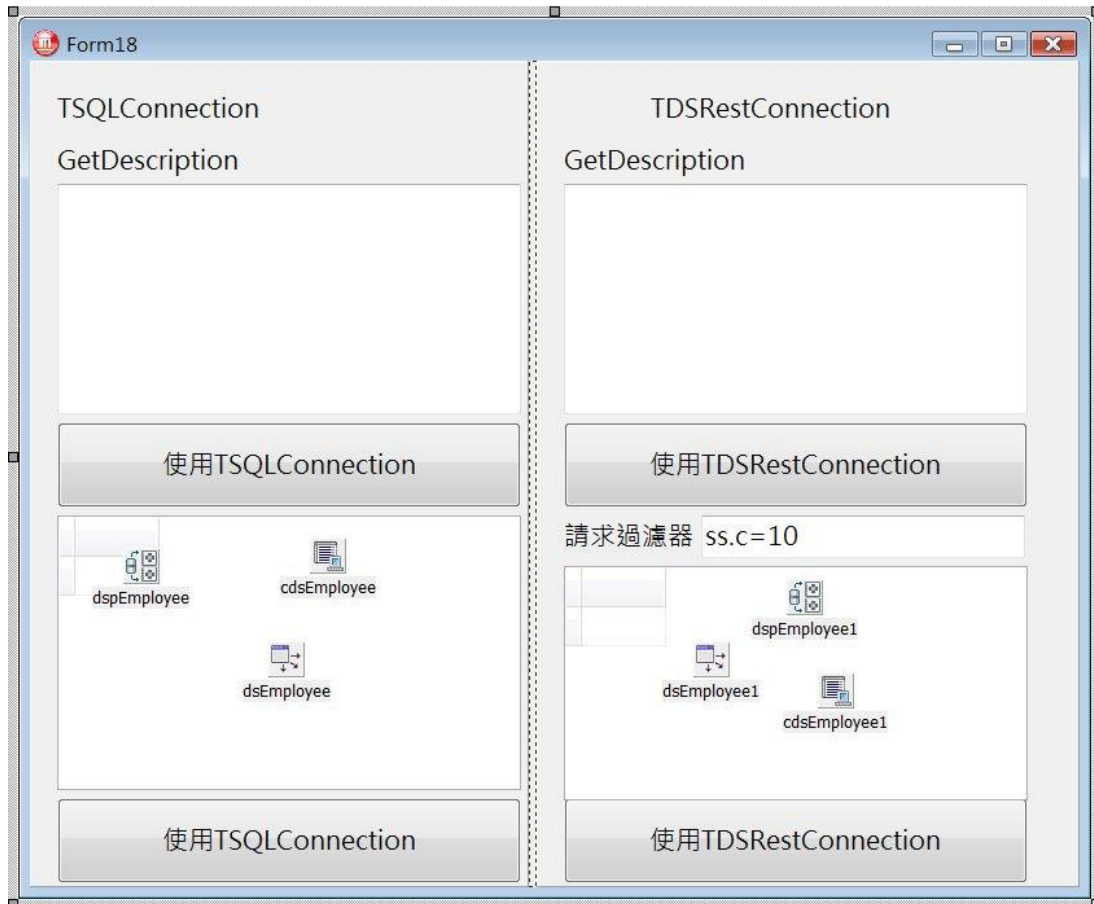 Form18
TSQLConnection
GetDescription
使用TSQLConnection
dspEmployee
cdsEmployee
dsEmployee
使用TSQLConnection
TDSRestConnection
GetDescription
使用TDSRestConnection
請求過濾器 ss.c=10
dspEmployee1
dsEmployee1
cdsEmployee1
使用TDSRestConnection